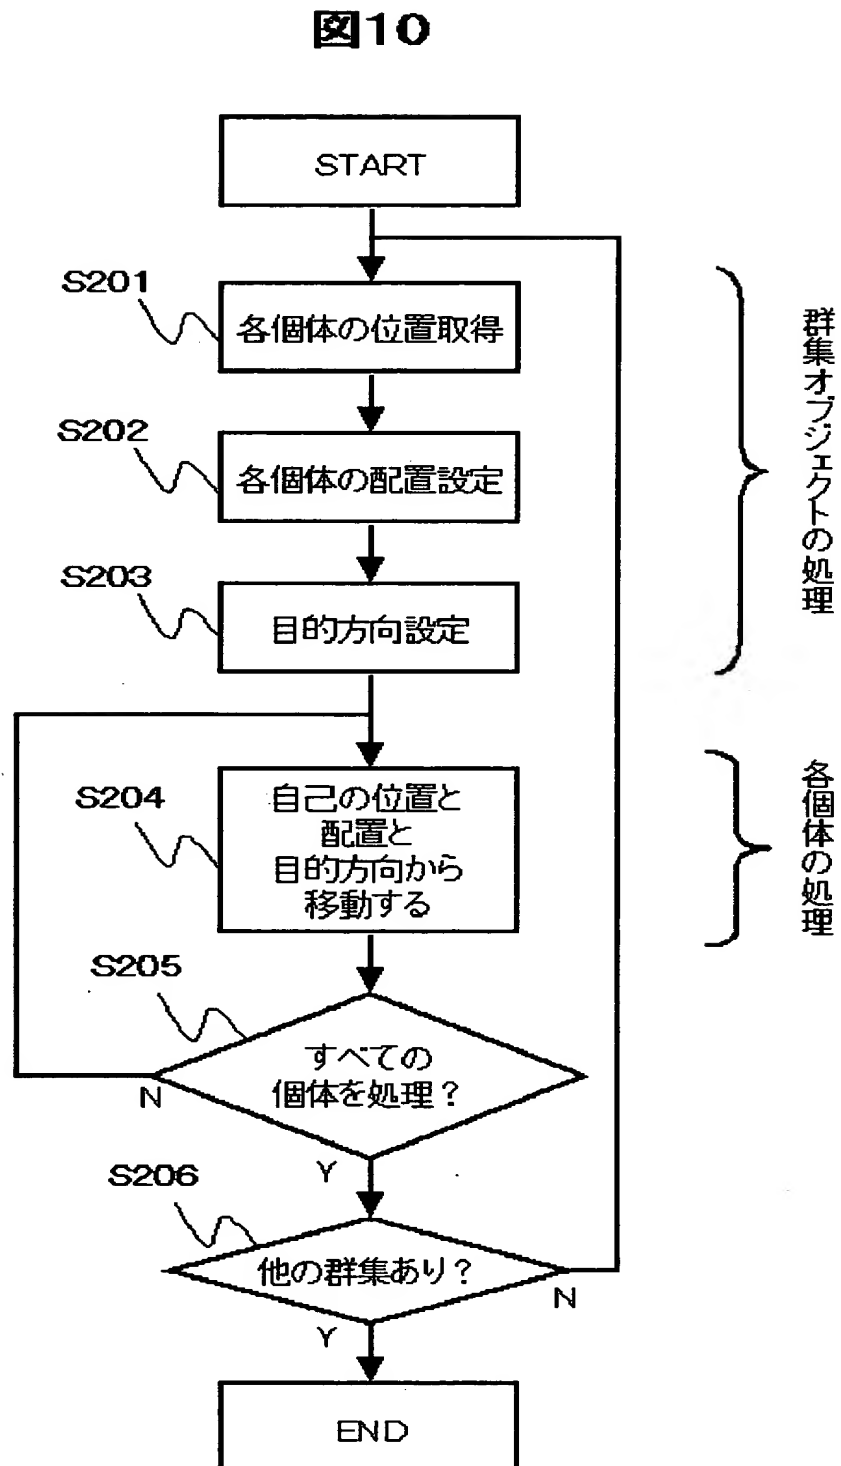 図10
START
S201
各個体の位置取得
S202
各個体の配置設定
S203
目的方向設定
群集オブジェクトの処理
S204
自己の位置と
配置と
目的方向から
移動する
各個体の処理
S205
すべての
個体を処理?
N
Y
S206
他の群集あり?
N
Y
END